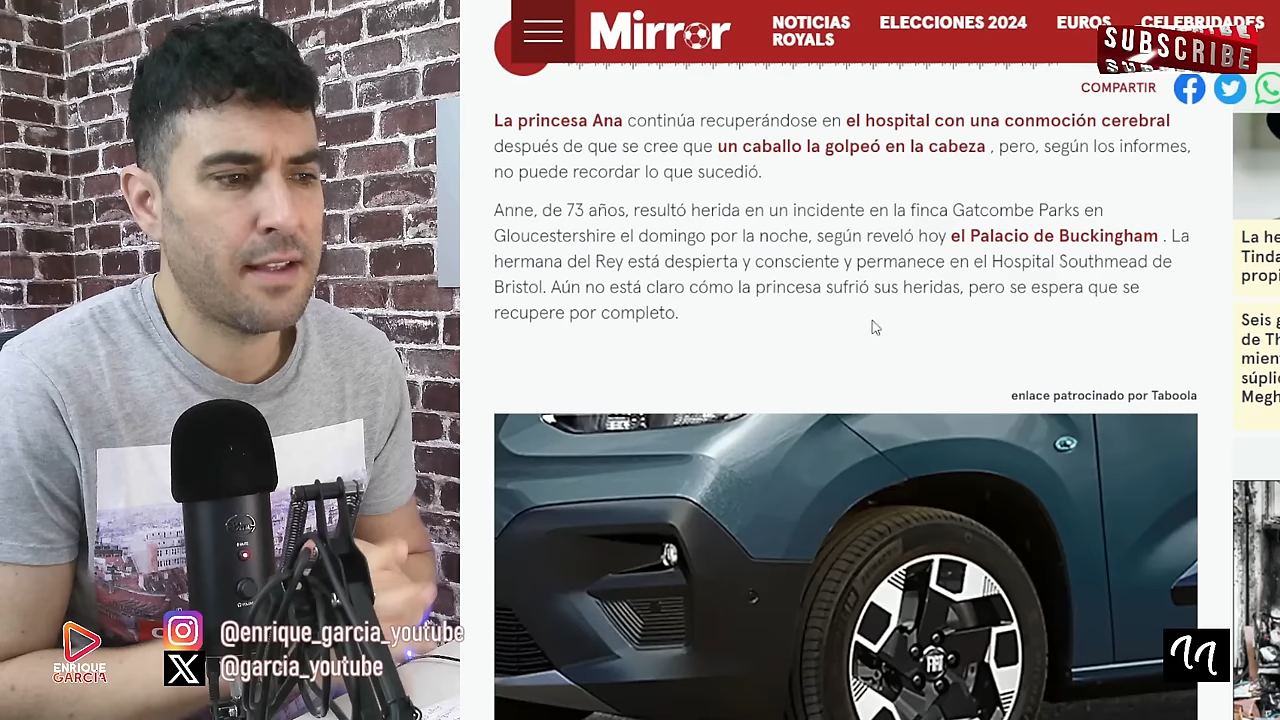 Mirror
NOTICIAS ROYALS
ELECCIONES 2024
EUROS
CELEBRIDADES
SUBSCRIBE
COMPARTIR
La princesa Ana continúa recuperándose en el hospital con una conmoción cerebral
después de que se cree que un caballo la golpeó en la cabeza , pero, según los informes,
no puede recordar lo que sucedió.
Anne, de 73 años, resultó herida en un incidente en la finca Gatcombe Parks en
Gloucestershire el domingo por la noche, según reveló hoy el Palacio de Buckingham . La
hermana del Rey está despierta y consciente y permanece en el Hospital Southmead de
Bristol. Aún no está claro cómo la princesa sufrió sus heridas, pero se espera que se
recupere por completo.
La he
Tinda
propi
Seis g
de Th
mien
súplic
Megh
enlace patrocinado por Taboola
FIAT
@enrique_garcia_youtube
@garcia_youtube
ENRIQUE
GARCIA